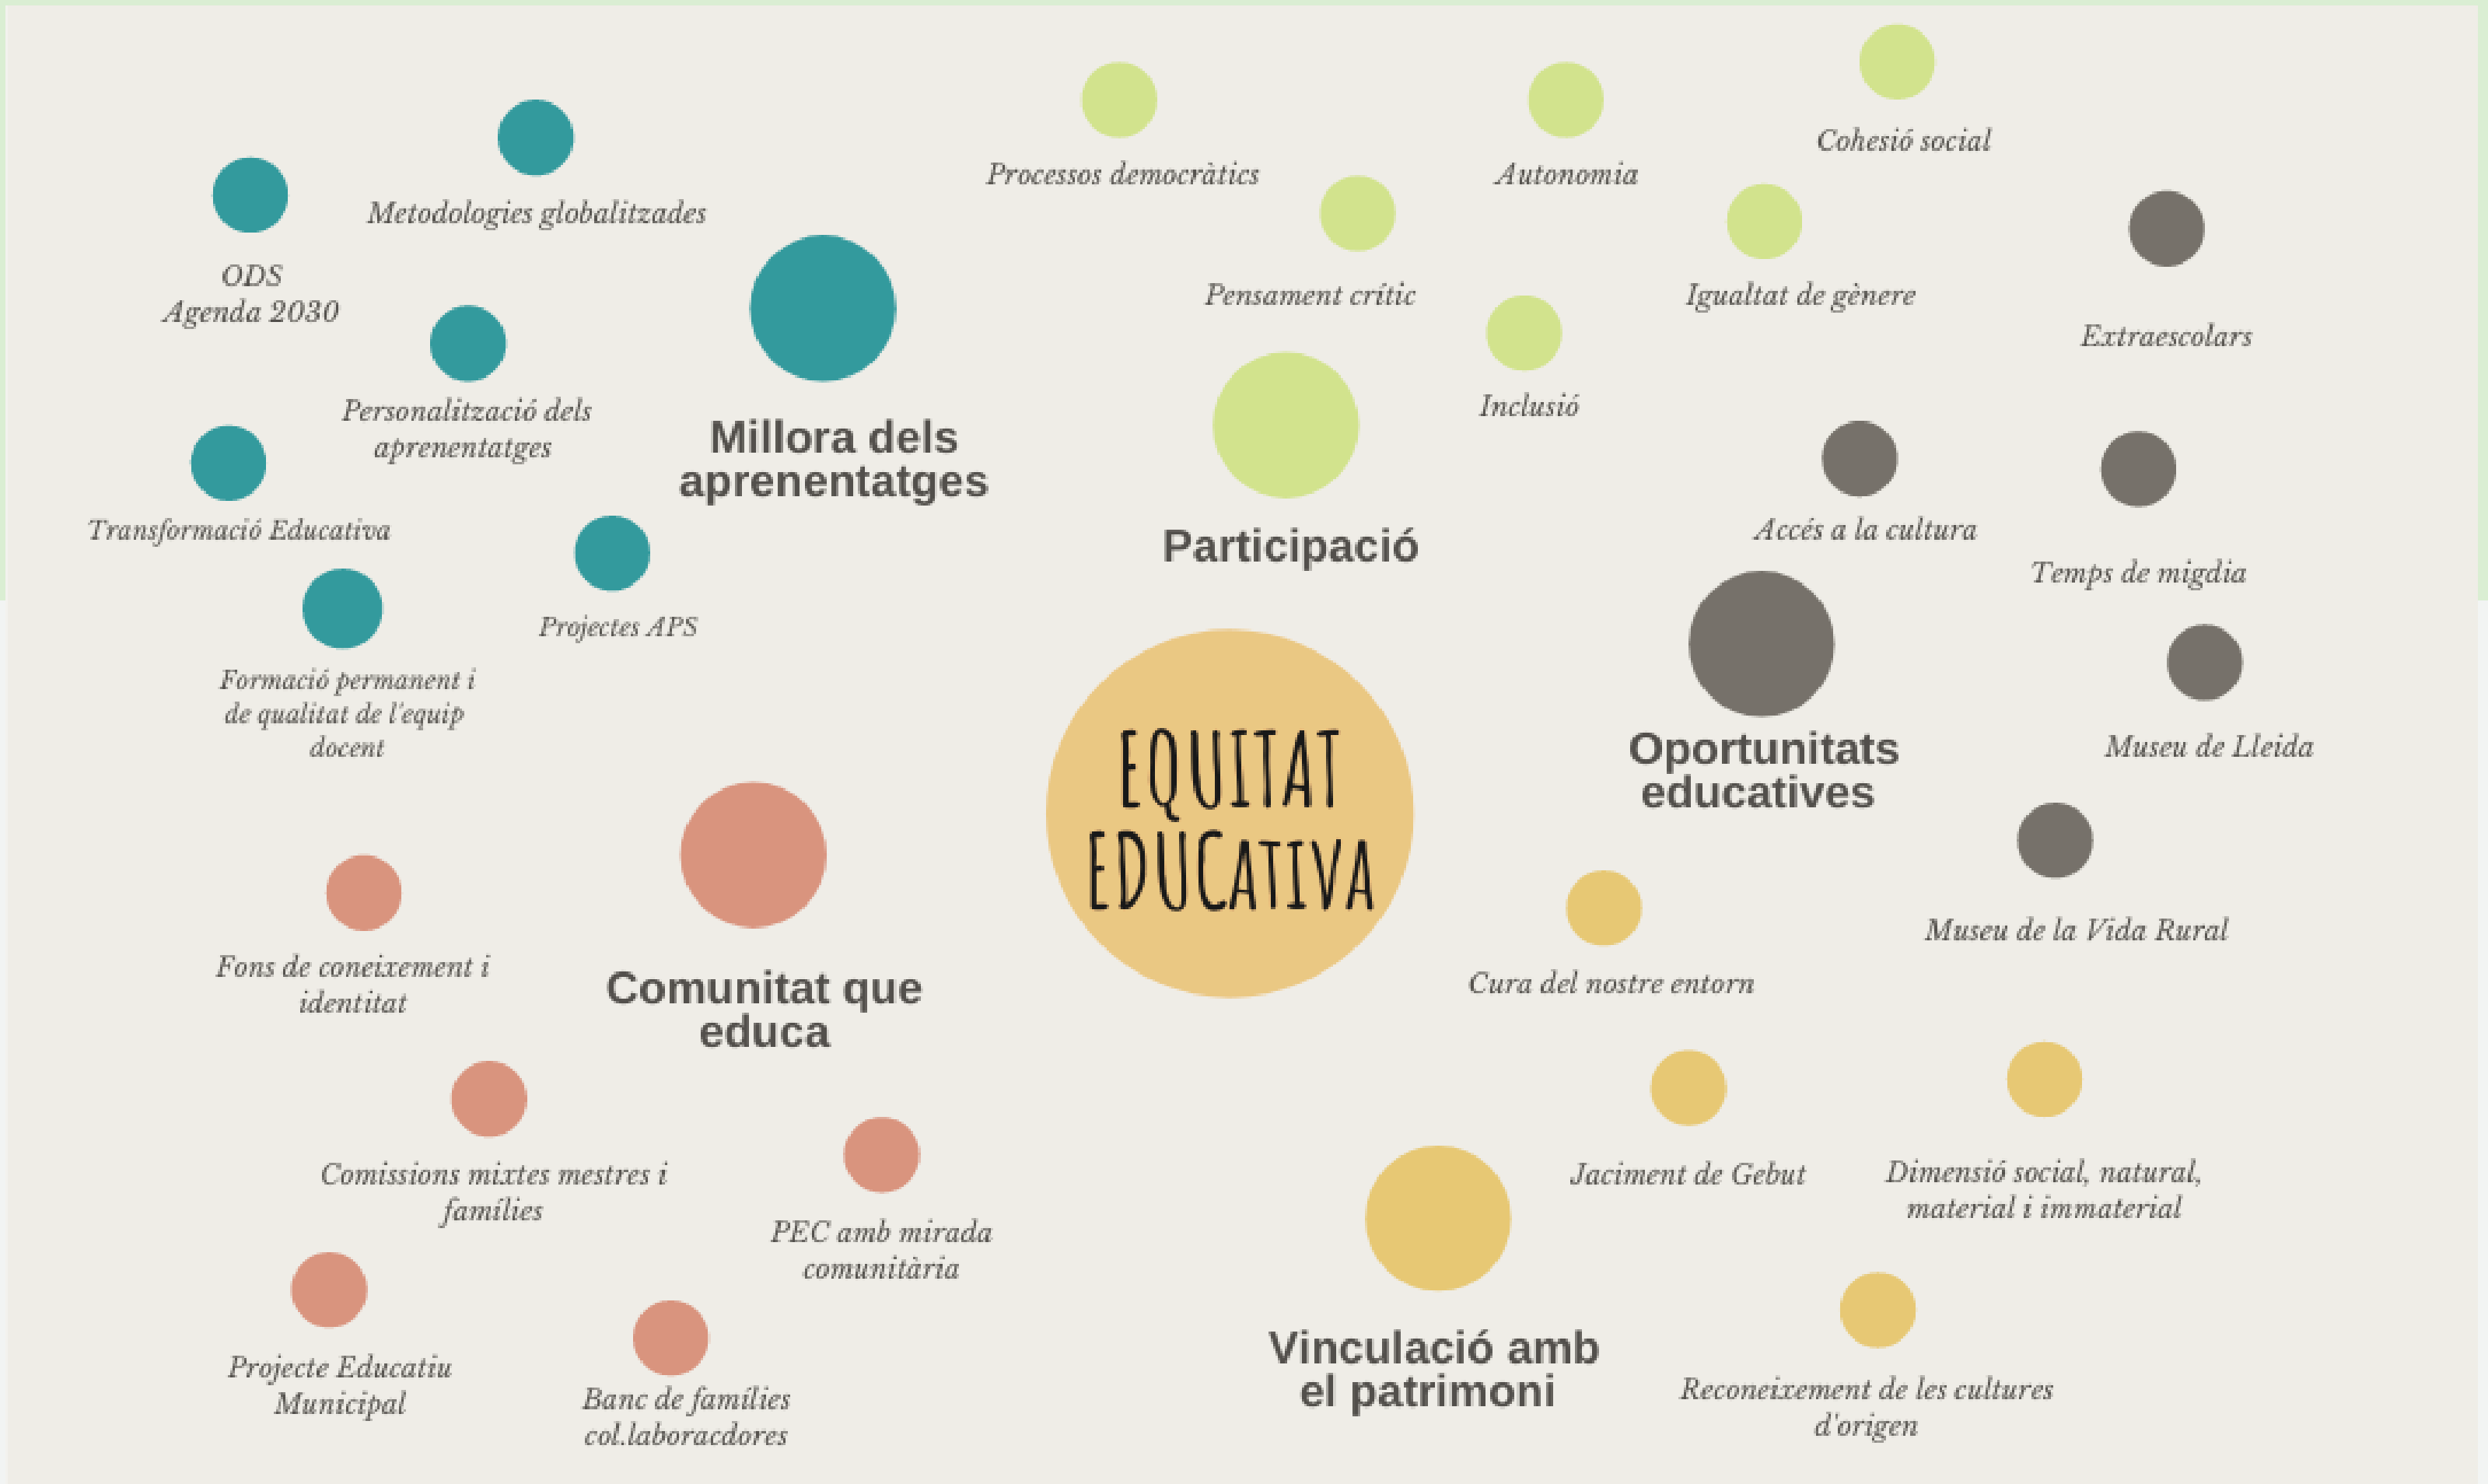 Metodologies globalitzades
ODS
Agenda 2030
Personalització dels
aprenentatges
Transformació Educativa
Projectes APS
Formació permanent i
de qualitat de l'equip
docent
Millora dels
aprenentatges
Processos democràtics
Autonomia
Cohesió social
Pensament crític
Igualtat de gènere
Inclusió
Participació
Extraescolars
Accés a la cultura
Temps de migdia
Oportunitats
educatives
Museu de Lleida
Museu de la Vida Rural
EQUITAT
EDUCATIVA
Fons de coneixement i
identitat
Comunitat que
educa
Comissions mixtes mestres i
famílies
PEC amb mirada
comunitària
Projecte Educatiu
Municipal
Banc de famílies
col.laboracdores
Cura del nostre entorn
Jaciment de Gebut
Dimensió social, natural,
material i immaterial
Vinculació amb
el patrimoni
Reconeixement de les cultures
d'origen